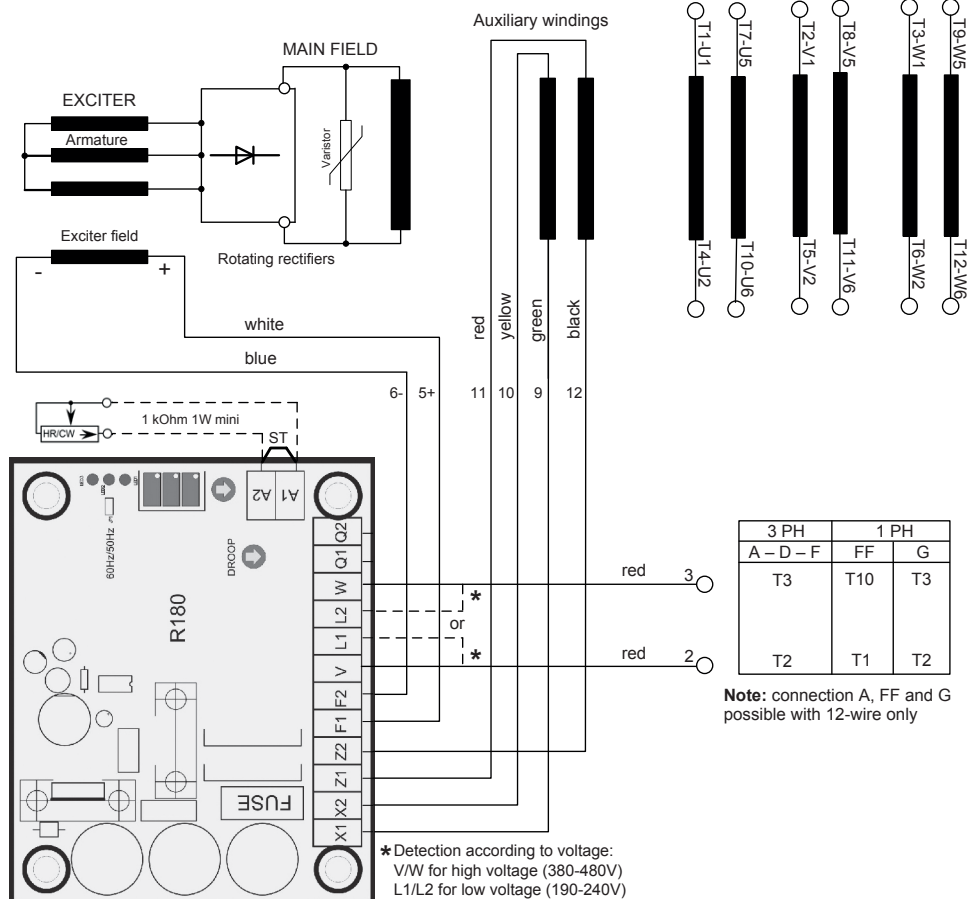 Auxiliary windings
MAIN FIELD
EXCITER
Armature
Varistor
Exciter field
- +
Rotating rectifiers
T1-U1
T7-U5
T2-V1
T8-V5
T3-W1
T9-W5
T4-U2
T10-U6
T5-V2
T11-V6
T6-W2
T12-W6
white
blue
red
yellow
green
black
6- 5+ 11 10 9 12
1 kOhm 1W mini
HR/CW
ST
A2 A1
60Hz/50Hz
DROOP
R180
FUSE
Q2
Q1
W
L2
L1
V
F2
F1
Z2
Z1
X2
X1
*
or
*
red 3
red 2
3 PH 1 PH
A – D – F FF G
T3 T10 T3
T2 T1 T2
Note: connection A, FF and G
possible with 12-wire only
* Detection according to voltage:
V/W for high voltage (380-480V)
L1/L2 for low voltage (190-240V)